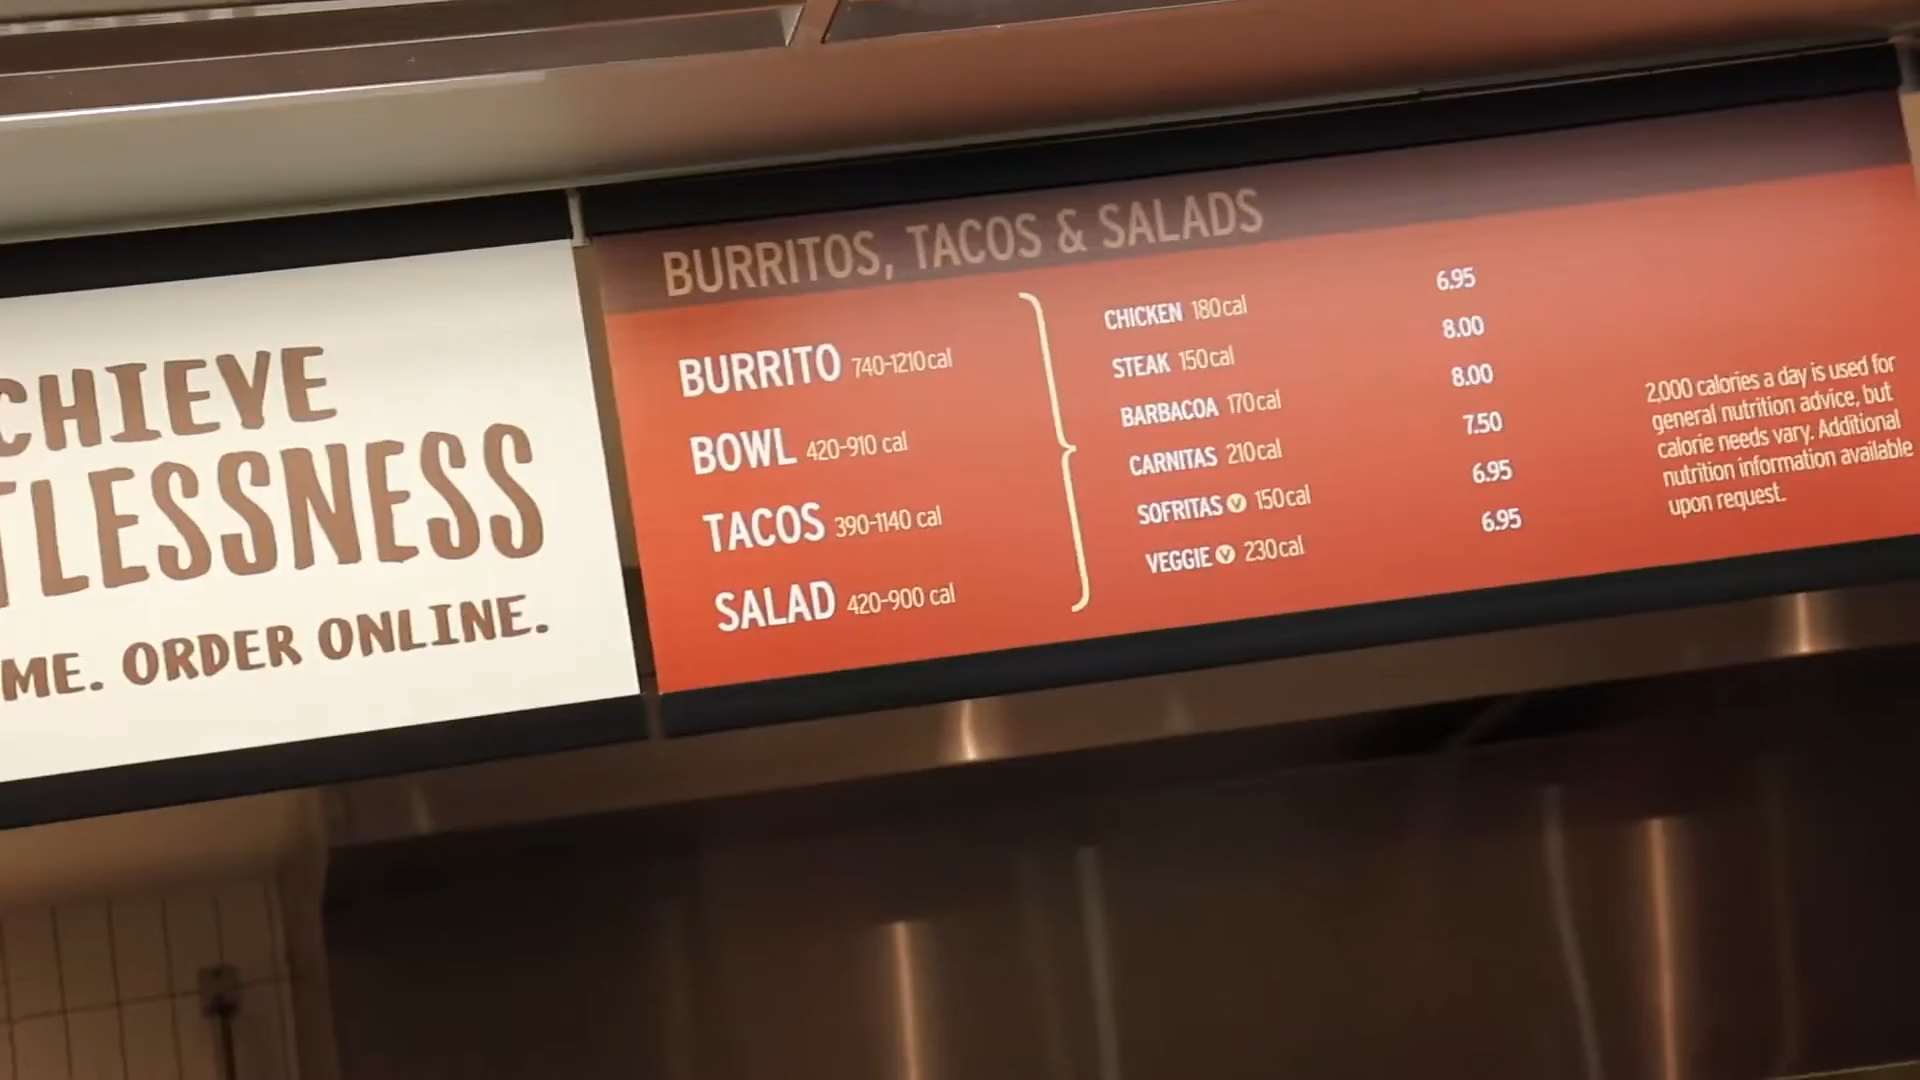 CHIEVE
TLESSNESS
ME. ORDER ONLINE.
BURRITOS, TACOS & SALADS
BURRITO 740-1210 cal
BOWL 420-910 cal
TACOS 390-1140 cal
SALAD 420-900 cal
CHICKEN 180 cal 6.95
STEAK 150 cal 8.00
BARBACOA 170 cal 8.00
CARNITAS 210 cal 7.50
SOFRITAS V 150 cal 6.95
VEGGIE V 230 cal 6.95
2,000 calories a day is used for
general nutrition advice, but
calorie needs vary. Additional
nutrition information available
upon request.